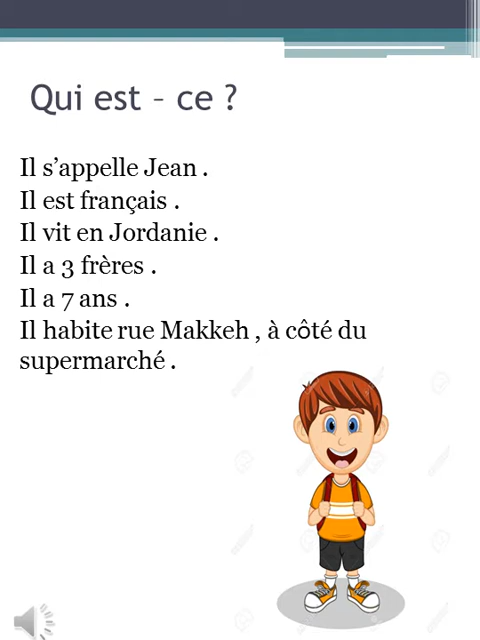 Qui est – ce ?
Il s’appelle Jean .
Il est français .
Il vit en Jordanie .
Il a 3 frères .
Il a 7 ans .
Il habite rue Makkeh , à côté du
supermarché .